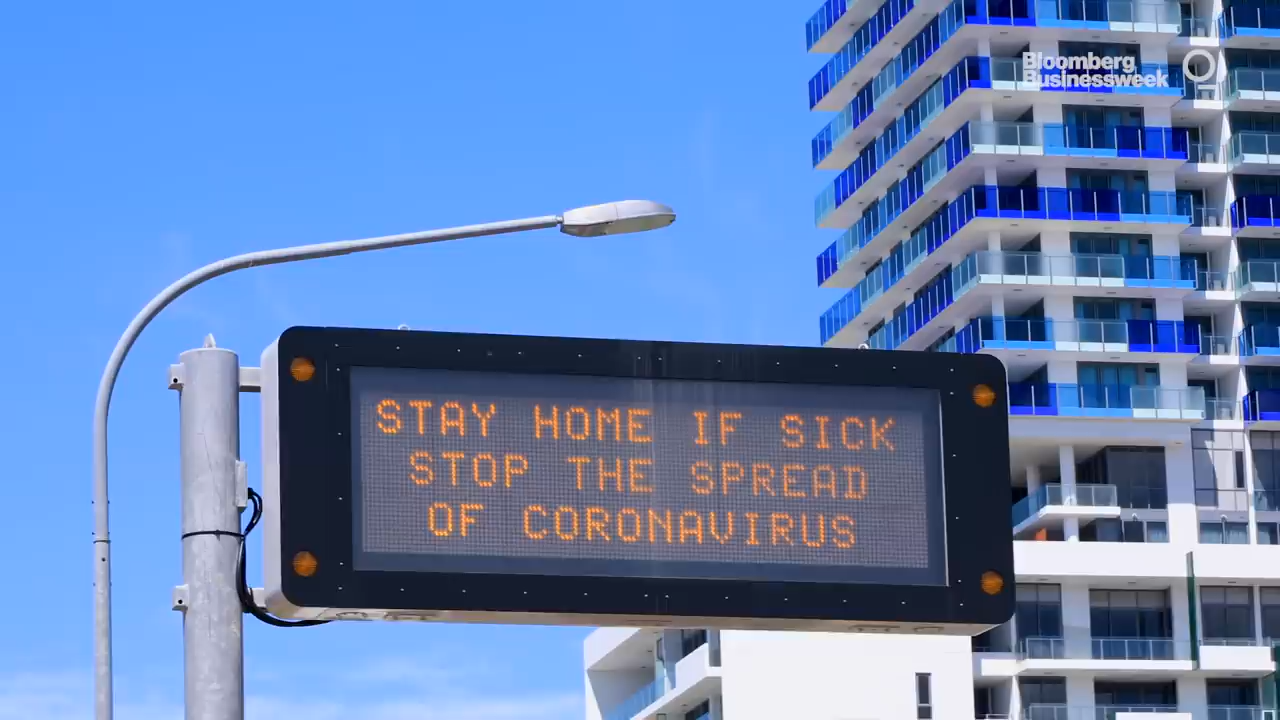 Bloomberg
Businessweek
STAY HOME IF SICK
STOP THE SPREAD
OF CORONAVIRUS